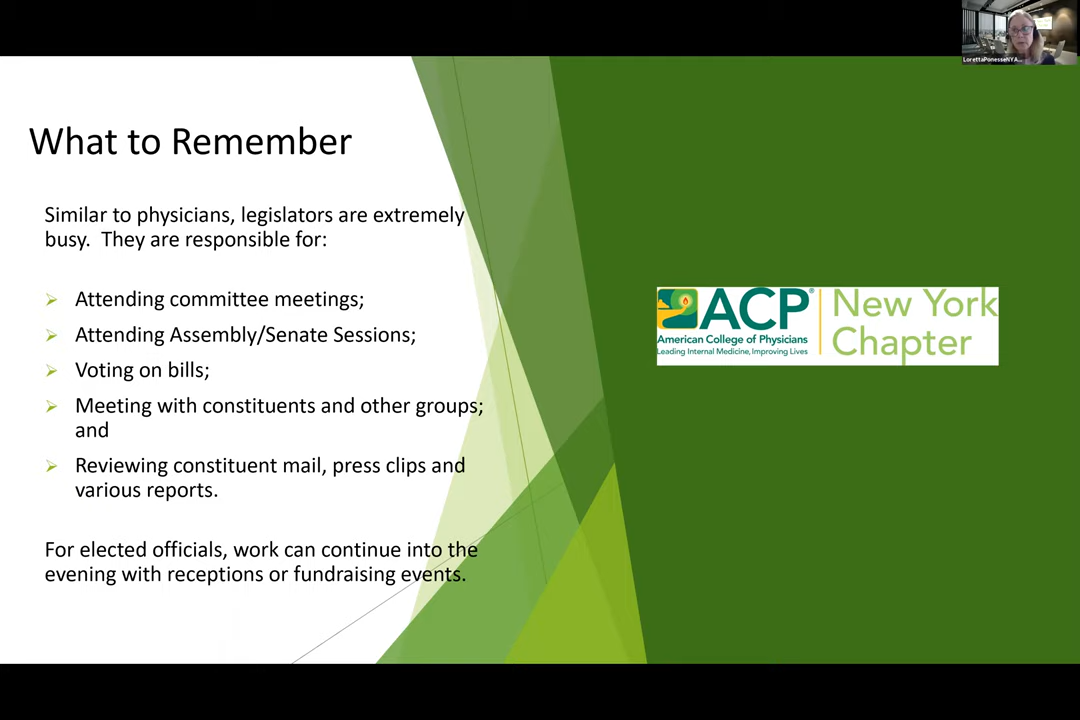 LorettaPonesseNYA...
What to Remember
Similar to physicians, legislators are extremely
busy.  They are responsible for:
Attending committee meetings;
Attending Assembly/Senate Sessions;
Voting on bills;
Meeting with constituents and other groups;
and
Reviewing constituent mail, press clips and
various reports.
For elected officials, work can continue into the
evening with receptions or fundraising events.
ACP®
American College of Physicians
Leading Internal Medicine, Improving Lives
New York
Chapter